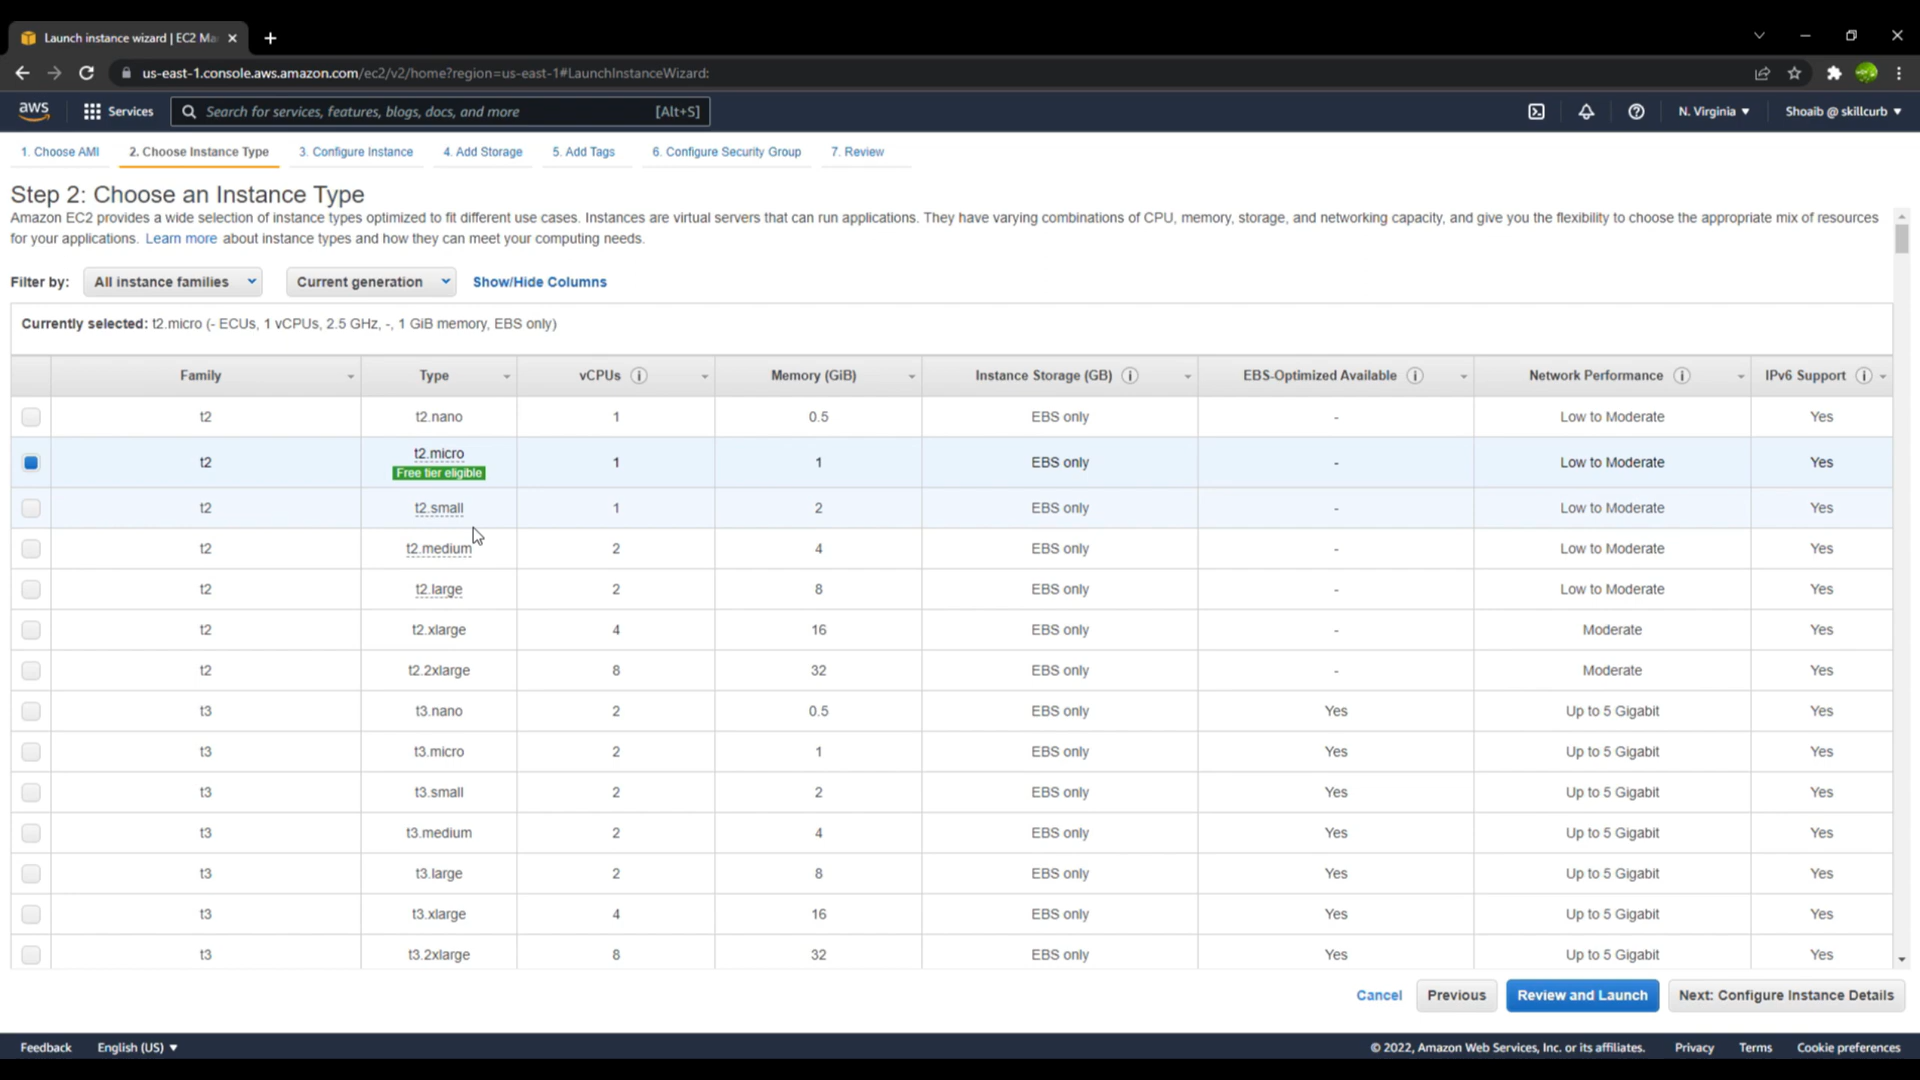 Launch instance wizard | EC2 Ma
us-east-1.console.aws.amazon.com/ec2/v2/home?region=us-east-1#LaunchInstanceWizard:
aws Services Search for services, features, blogs, docs, and more [Alt+S] N. Virginia Shoaib @ skillcurb
1. Choose AMI 2. Choose Instance Type 3. Configure Instance 4. Add Storage 5. Add Tags 6. Configure Security Group 7. Review
Step 2: Choose an Instance Type
Amazon EC2 provides a wide selection of instance types optimized to fit different use cases. Instances are virtual servers that can run applications. They have varying combinations of CPU, memory, storage, and networking capacity, and give you the flexibility to choose the appropriate mix of resources
for your applications. Learn more about instance types and how they can meet your computing needs.
Filter by: All instance families Current generation Show/Hide Columns
Currently selected: t2.micro (- ECUs, 1 vCPUs, 2.5 GHz, -, 1 GiB memory, EBS only)
Family Type vCPUs Memory (GiB) Instance Storage (GB) EBS-Optimized Available Network Performance IPv6 Support
t2 t2.nano 1 0.5 EBS only - Low to Moderate Yes
t2 t2.micro 1 1 EBS only - Low to Moderate Yes
Free tier eligible
t2 t2.small 1 2 EBS only - Low to Moderate Yes
t2 t2.medium 2 4 EBS only - Low to Moderate Yes
t2 t2.large 2 8 EBS only - Low to Moderate Yes
t2 t2.xlarge 4 16 EBS only - Moderate Yes
t2 t2.2xlarge 8 32 EBS only - Moderate Yes
t3 t3.nano 2 0.5 EBS only Yes Up to 5 Gigabit Yes
t3 t3.micro 2 1 EBS only Yes Up to 5 Gigabit Yes
t3 t3.small 2 2 EBS only Yes Up to 5 Gigabit Yes
t3 t3.medium 2 4 EBS only Yes Up to 5 Gigabit Yes
t3 t3.large 2 8 EBS only Yes Up to 5 Gigabit Yes
t3 t3.xlarge 4 16 EBS only Yes Up to 5 Gigabit Yes
t3 t3.2xlarge 8 32 EBS only Yes Up to 5 Gigabit Yes
Cancel Previous Review and Launch Next: Configure Instance Details
Feedback English (US) © 2022, Amazon Web Services, Inc. or its affiliates. Privacy Terms Cookie preferences